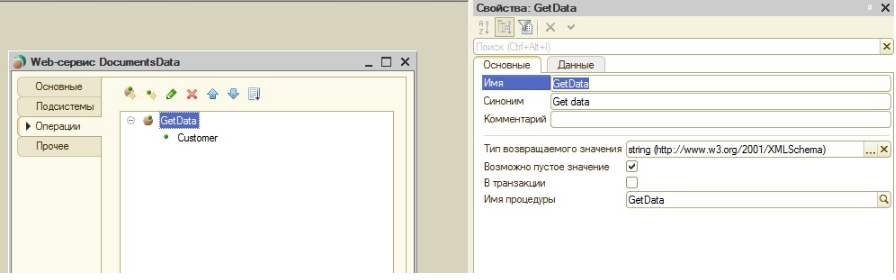 Свойства: GetData
Поиск (Ctrl+Alt+I)
Основные Данные
Имя GetData
Синоним Get data
Комментарий
Тип возвращаемого значения string (http://www.w3.org/2001/XMLSchema) ...
Возможно пустое значение
В транзакции
Имя процедуры GetData
Web-сервис DocumentsData
Основные
Подсистемы
Операции
Прочее
GetData
Customer